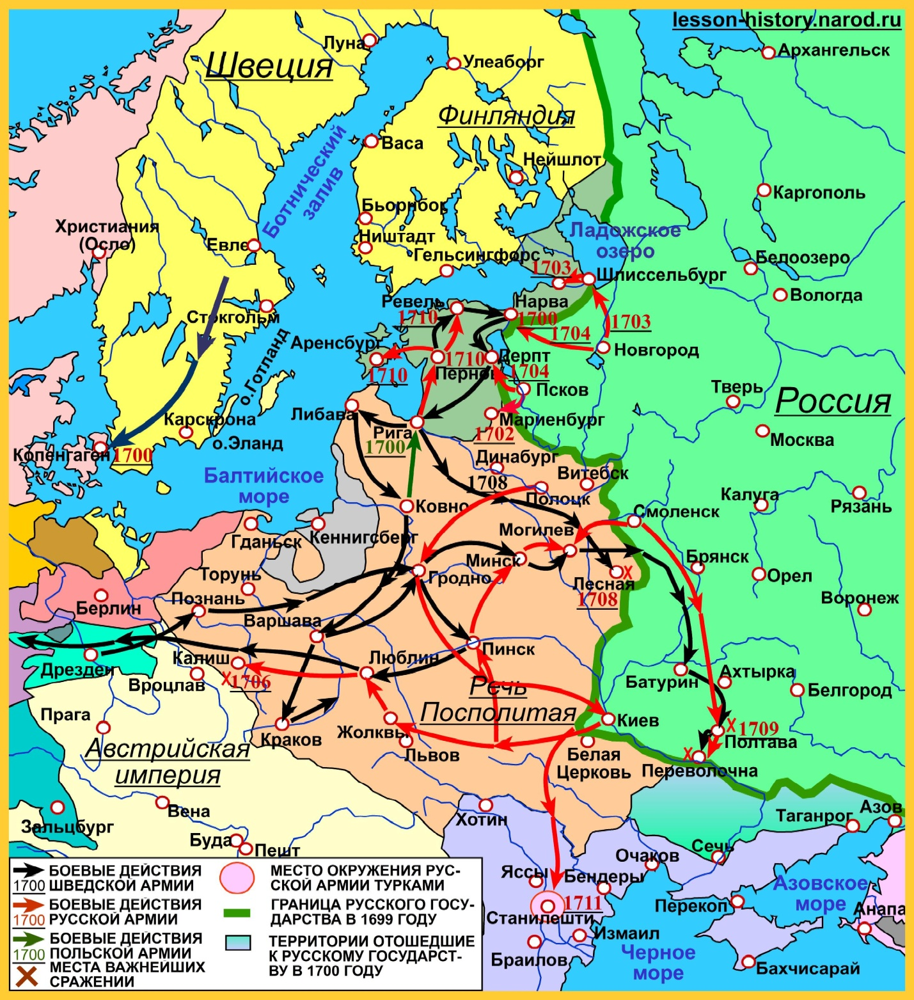 lesson-history.narod.ru
Луна
Швеция
Архангельск
Улеаборг
Финляндия
Ботнический
залив
Васа
Нейшлот
Каргополь
Бьорнборг
Христиания
(Осло)
Ладожское
озеро
Ништадт
Евле
Гельсингфорс
Белоозеро
1703
Шлиссельбург
Вологда
Ревель
Нарва
Стокгольм
1710
1700
1703
1704
Аренсбург
Новгород
о.Готланд
1710
Дерпт
1710
Пернов
1704
Псков
Тверь
Россия
Либава
Карскрона
Мариенбург
Рига
1702
Москва
о.Эланд
1700
Копенгаген
1700
Динабург
Балтийское
море
1708
Витебск
Полоцк
Калуга
Рязань
Ковно
Смоленск
Гданьск
Кеннигсберг
Могилев
Брянск
Минск
Торунь
Гродно
Лесная
1708
Орел
Берлин
Познань
Воронеж
Варшава
Калиш
Люблин
Пинск
Дрезден
1706
Вроцлав
Батурин
Ахтырка
Белгород
Речь
Посполитая
Прага
Киев
Краков
Жолквы
1709
Полтава
Австрийская
империя
Львов
Белая
Церковь
Переволочна
Вена
Зальцбург
Хотин
Таганрог
Азов
Буда
Пешт
Сечь
Очаков
Яссы
Бендеры
Азовское
море
1711
Перекоп
Анапа
Станилешти
Измаил
Браилов
Черное
море
Бахчисарай
БОЕВЫЕ ДЕЙСТВИЯ
1700 ШВЕДСКОЙ АРМИИ
БОЕВЫЕ ДЕЙСТВИЯ
1700 РУССКОЙ АРМИИ
БОЕВЫЕ ДЕЙСТВИЯ
1700 ПОЛЬСКОЙ АРМИИ
МЕСТА ВАЖНЕЙШИХ
СРАЖЕНИИ
МЕСТО ОКРУЖЕНИЯ РУС-
СКОЙ АРМИИ ТУРКАМИ
ГРАНИЦА РУССКОГО ГОСУ-
ДАРСТВА В 1699 ГОДУ
ТЕРРИТОРИИ ОТОШЕДШИЕ
К РУССКОМУ ГОСУДАРСТ-
ВУ В 1700 ГОДУ